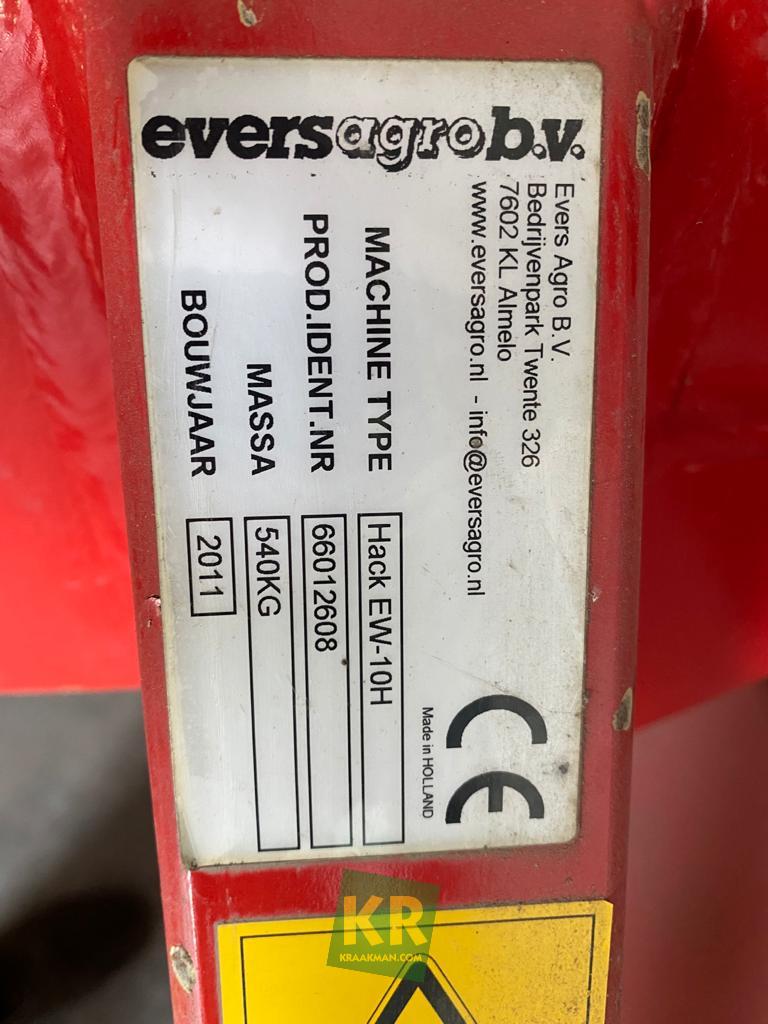 eversagro b.v.
Evers Agro B.V.
Bedrijvenpark Twente 326
7602 KL Almelo
www.eversagro.nl - info@eversagro.nl
MACHINE TYPE Hack EW-10H
PROD.IDENT.NR 66012608
MASSA 540KG
BOUWJAAR 2011
CE
Made in HOLLAND
KR
KRAAKMAN.COM